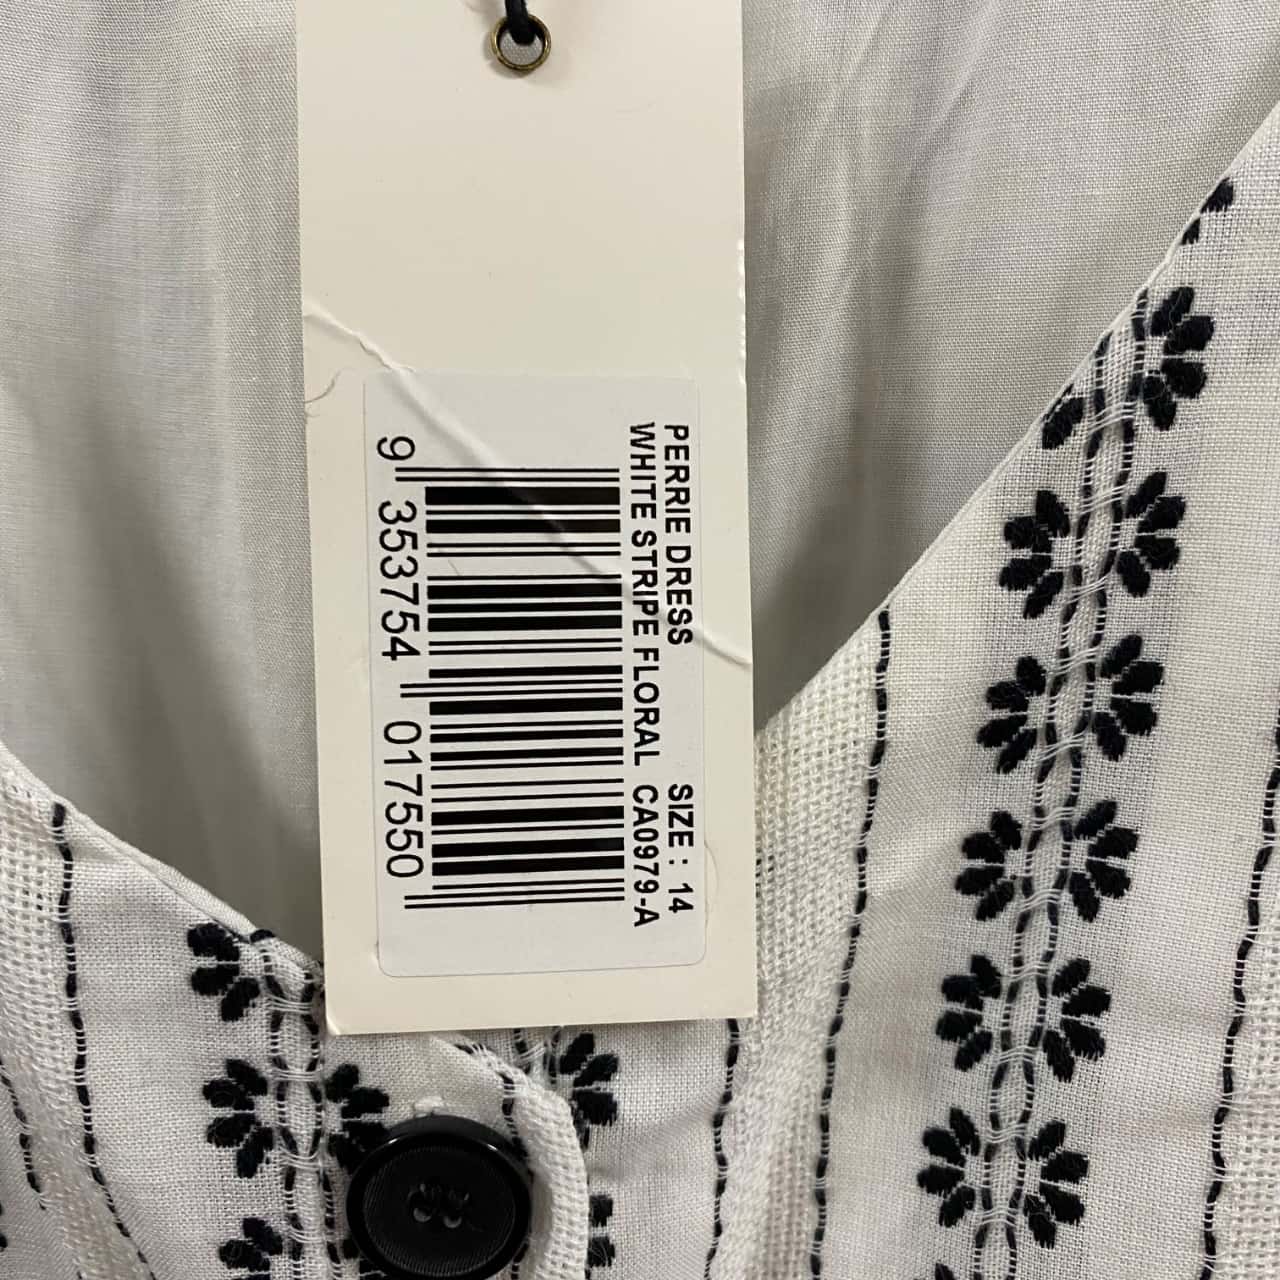 PERRIE DRESS SIZE : 14
WHITE STRIPE FLORAL CA0979-A
9 353754 017550